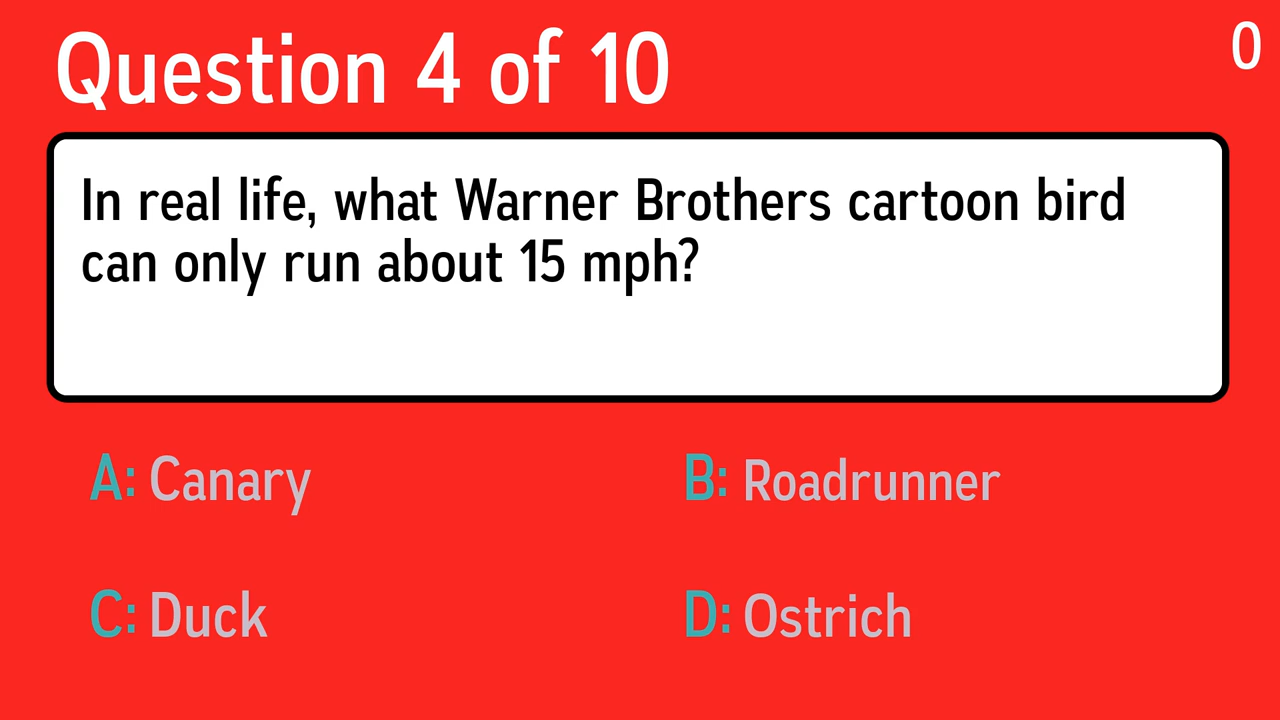 Question 4 of 10
0
In real life, what Warner Brothers cartoon bird
can only run about 15 mph?
A: Canary
B: Roadrunner
C: Duck
D: Ostrich